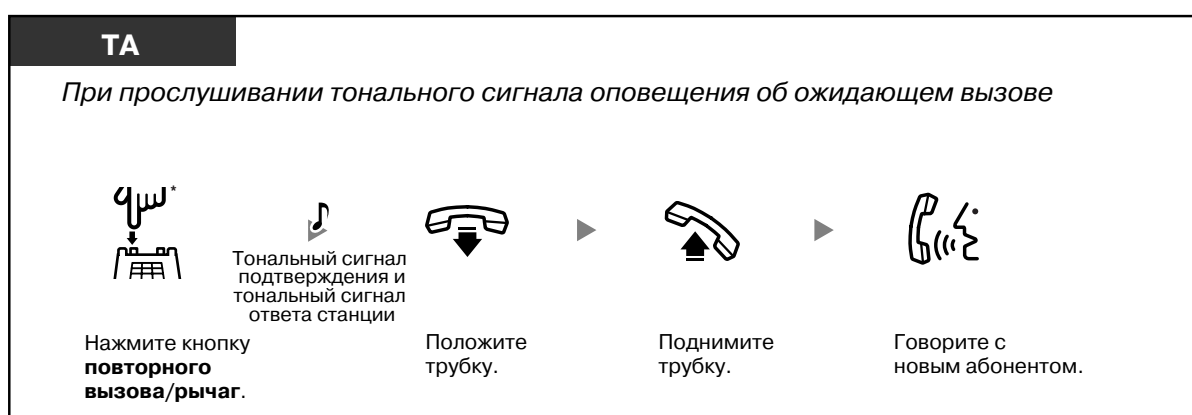 ТА
При прослушивании тонального сигнала оповещения об ожидающем вызове
*
Тональный сигнал
подтверждения и
тональный сигнал
ответа станции
Нажмите кнопку
повторного
вызова/рычаг.
Положите
трубку.
Поднимите
трубку.
Говорите с
новым абонентом.